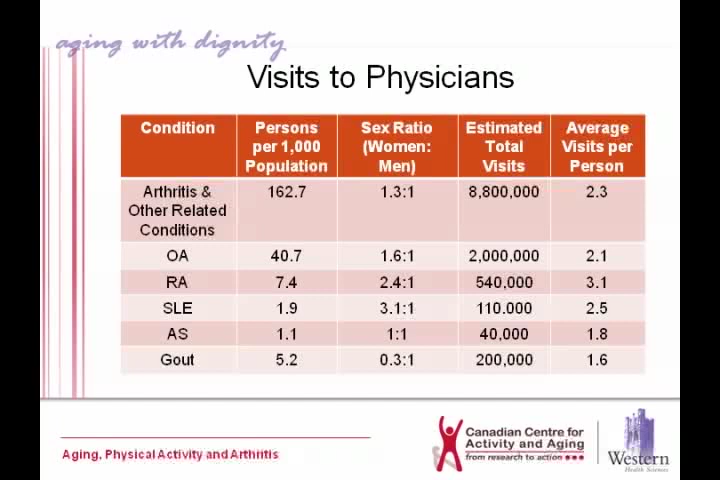 aging with dignity
Visits to Physicians
Condition Persons per 1,000 Population Sex Ratio (Women: Men) Estimated Total Visits Average Visits per Person
Arthritis & Other Related Conditions 162.7 1.3:1 8,800,000 2.3
OA 40.7 1.6:1 2,000,000 2.1
RA 7.4 2.4:1 540,000 3.1
SLE 1.9 3.1:1 110.000 2.5
AS 1.1 1:1 40,000 1.8
Gout 5.2 0.3:1 200,000 1.6
Aging, Physical Activity and Arthritis
Canadian Centre for
Activity and Aging
from research to action
Western
Health Sciences